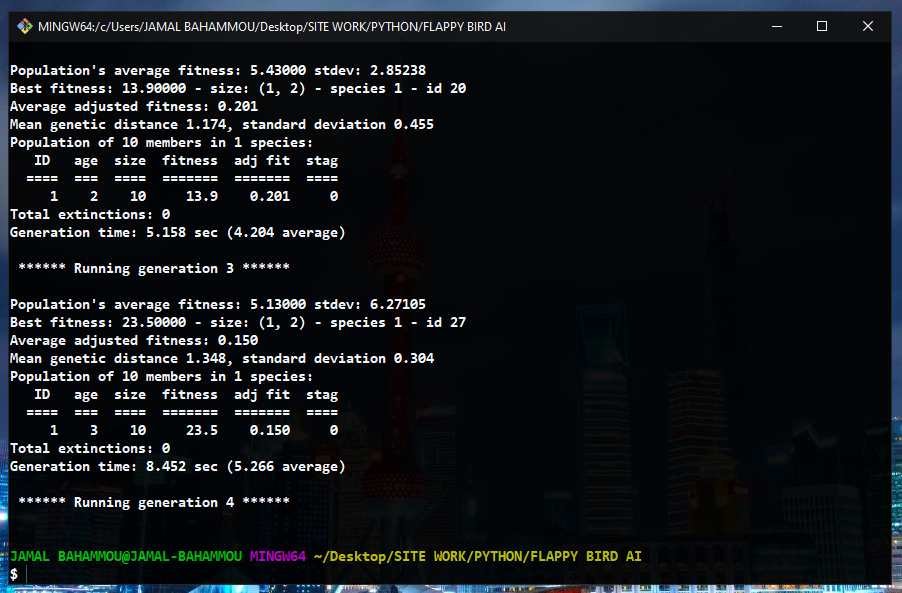 MINGW64:/c/Users/JAMAL BAHAMMOU/Desktop/SITE WORK/PYTHON/FLAPPY BIRD AI
Population's average fitness: 5.43000 stdev: 2.85238
Best fitness: 13.90000 - size: (1, 2) - species 1 - id 20
Average adjusted fitness: 0.201
Mean genetic distance 1.174, standard deviation 0.455
Population of 10 members in 1 species:
   ID   age  size  fitness  adj fit  stag
  ====  ===  ====  =======  =======  ====
     1    2    10     13.9    0.201     0
Total extinctions: 0
Generation time: 5.158 sec (4.204 average)
 ****** Running generation 3 ******
Population's average fitness: 5.13000 stdev: 6.27105
Best fitness: 23.50000 - size: (1, 2) - species 1 - id 27
Average adjusted fitness: 0.150
Mean genetic distance 1.348, standard deviation 0.304
Population of 10 members in 1 species:
   ID   age  size  fitness  adj fit  stag
  ====  ===  ====  =======  =======  ====
     1    3    10     23.5    0.150     0
Total extinctions: 0
Generation time: 8.452 sec (5.266 average)
 ****** Running generation 4 ******
JAMAL BAHAMMOU@JAMAL-BAHAMMOU MINGW64 ~/Desktop/SITE WORK/PYTHON/FLAPPY BIRD AI
$